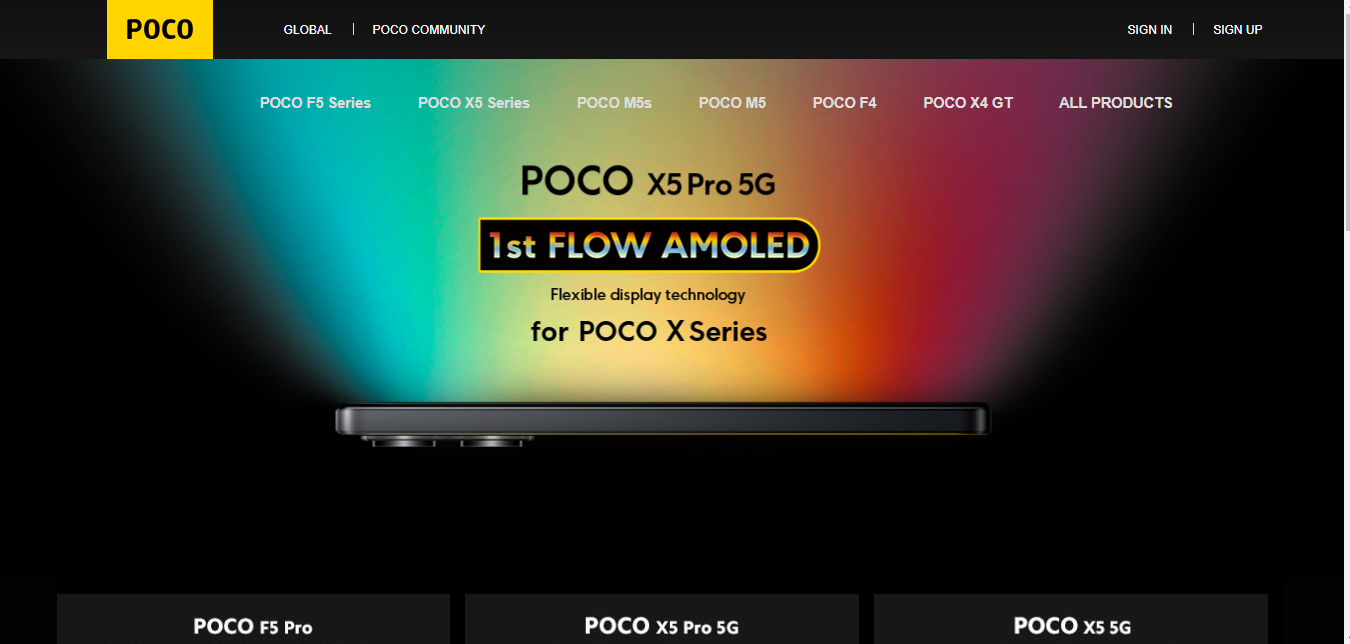 POCO
GLOBAL
POCO COMMUNITY
SIGN IN
SIGN UP
POCO F5 Series
POCO X5 Series
POCO M5s
POCO M5
POCO F4
POCO X4 GT
ALL PRODUCTS
POCO X5 Pro 5G
1st FLOW AMOLED
Flexible display technology
for POCO X Series
POCO F5 Pro
POCO X5 Pro 5G
POCO X5 5G